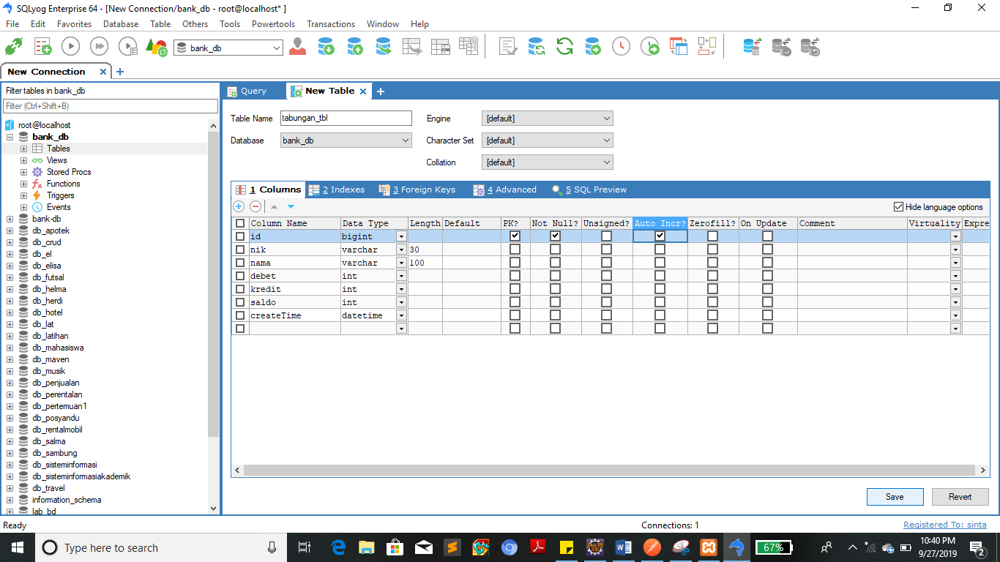 SQLyog Enterprise 64 - [New Connection/bank_db - root@localhost* ]
File Edit Favorites Database Table Others Tools Powertools Transactions Window Help
bank_db
New Connection
Filter tables in bank_db
Filter (Ctrl+Shift+B)
root@localhost
bank_db
Tables
Views
Stored Procs
Functions
Triggers
Events
bank-db
db_apotek
db_crud
db_el
db_elisa
db_futsal
db_helma
db_herdi
db_hotel
db_lat
db_latihan
db_mahasiswa
db_maven
db_musik
db_penjualan
db_perentalan
db_pertemuan1
db_posyandu
db_rentalmobil
db_salma
db_sambung
db_sisteminformasi
db_sisteminformasiakademik
db_travel
information_schema
lab_bd
Query New Table
Table Name tabungan_tbl Engine [default]
Database bank_db Character Set [default]
Collation [default]
1 Columns 2 Indexes 3 Foreign Keys 4 Advanced 5 SQL Preview
Hide language options
Column Name Data Type Length Default PK? Not Null? Unsigned? Auto Incr? Zerofill? On Update Comment Virtuality Expre
id bigint
nik varchar 30
nama varchar 100
debet int
kredit int
saldo int
createTime datetime
Save Revert
Ready Connections: 1 Registered To: sinta
Type here to search
67%
10:40 PM
9/27/2019
2